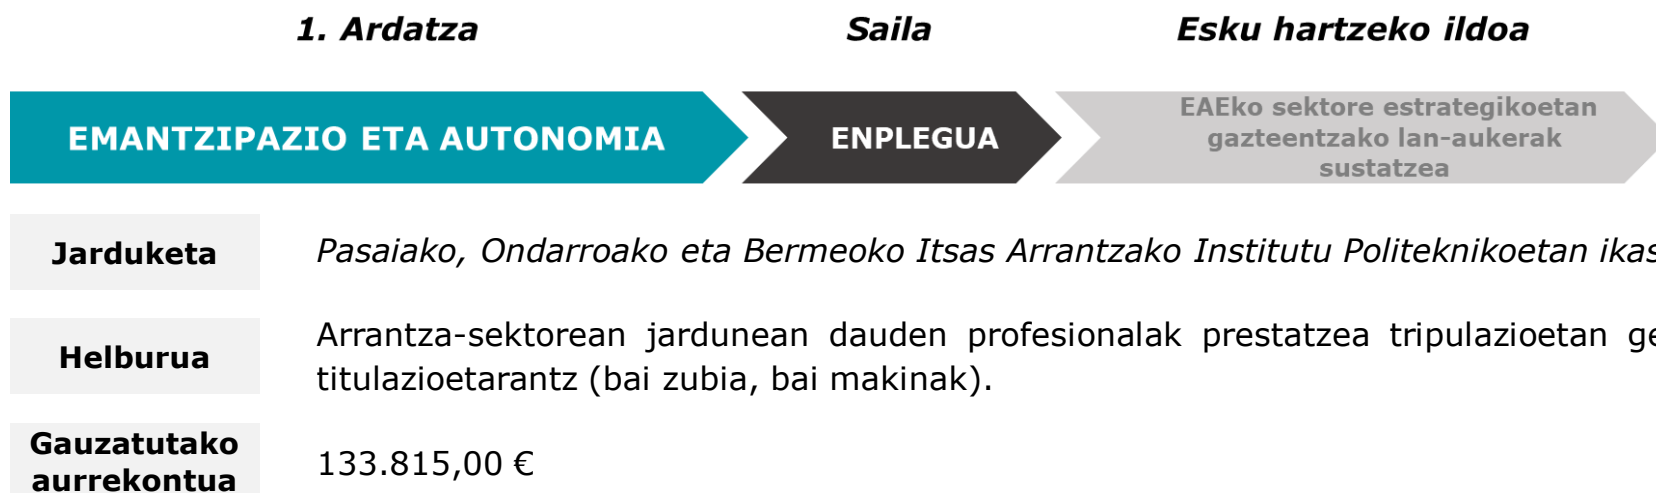 1. Ardatza Saila Esku hartzeko ildoa
EMANTZIPAZIO ETA AUTONOMIA
ENPLEGUA
EAEko sektore estrategikoetan
gazteentzako lan-aukerak
sustatzea
Jarduketa
Pasaiako, Ondarroako eta Bermeoko Itsas Arrantzako Institutu Politeknikoetan
Helburua
Arrantza-sektorean jardunean dauden profesionalak prestatzea tripulazioetan
titulazioetarantz (bai zubia, bai makinak).
Gauzatutako
aurrekontua
133.815,00 €